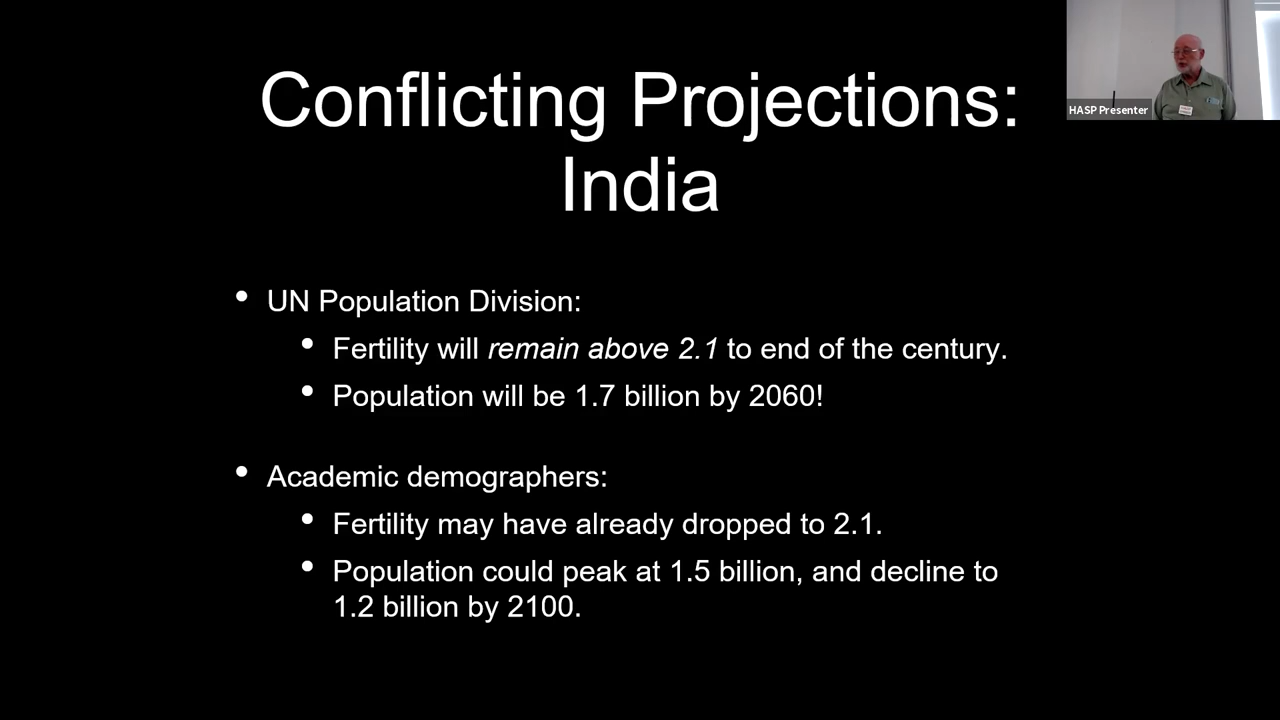 Conflicting Projections:
India
HASP Presenter
• UN Population Division:
• Fertility will remain above 2.1 to end of the century.
• Population will be 1.7 billion by 2060!
• Academic demographers:
• Fertility may have already dropped to 2.1.
• Population could peak at 1.5 billion, and decline to
1.2 billion by 2100.